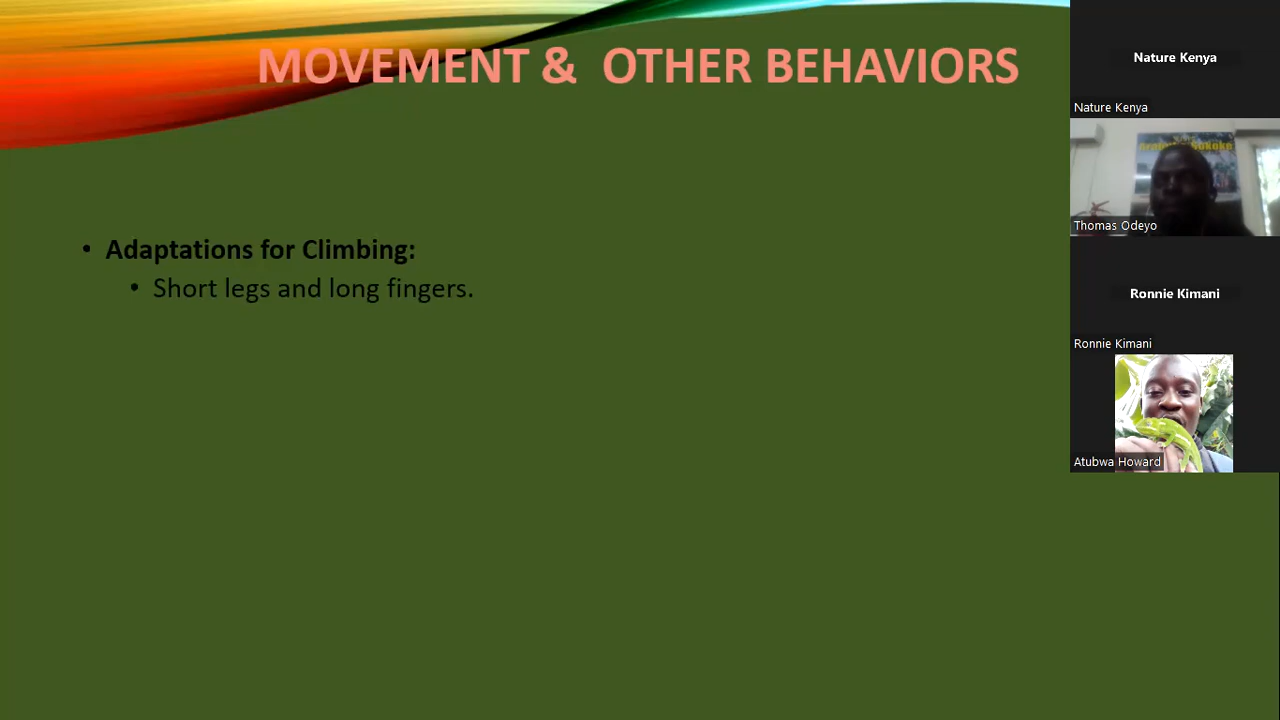 MOVEMENT & OTHER BEHAVIORS
• Adaptations for Climbing:
• Short legs and long fingers.
Nature Kenya
Nature Kenya
Thomas Odeyo
Ronnie Kimani
Ronnie Kimani
Atubwa Howard